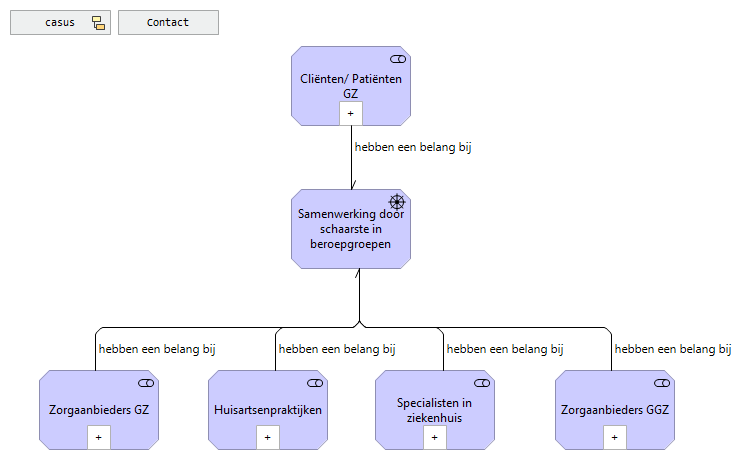 casus
Contact
Cliënten/ Patiënten
GZ
+
hebben een belang bij
Samenwerking door
schaarste in
beroepgroepen
hebben een belang bij
hebben een belang bij
hebben een belang bij
hebben een belang bij
Zorgaanbieders GZ
+
Huisartsenpraktijken
+
Specialisten in
ziekenhuis
+
Zorgaanbieders GGZ
+